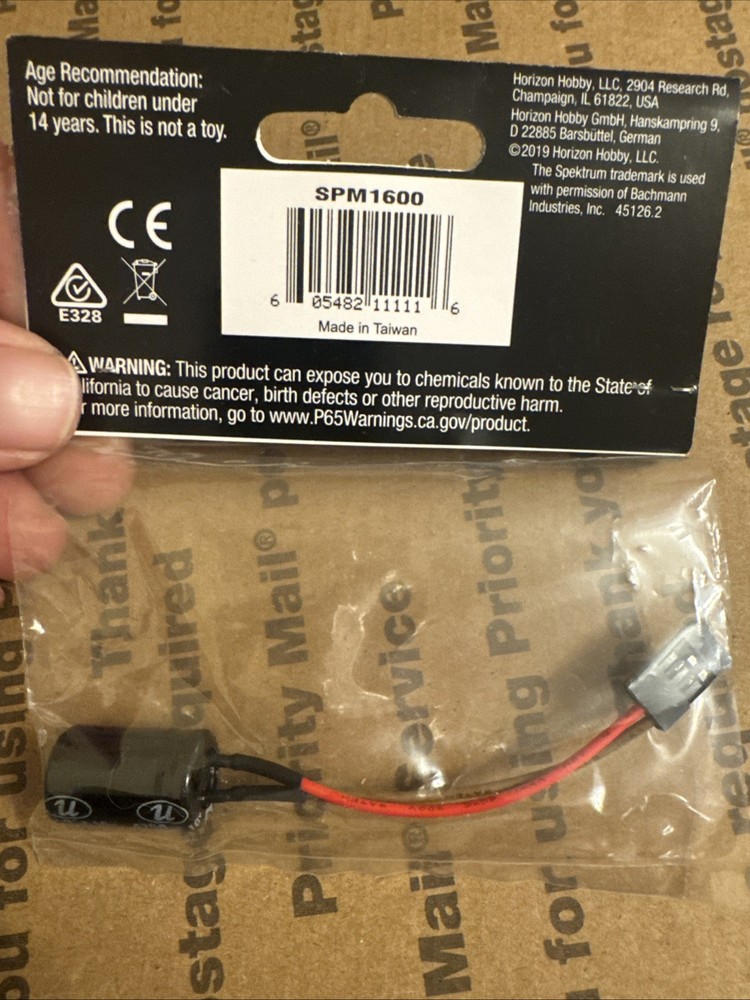 Age Recommendation:
Not for children under
14 years. This is not a toy.
Horizon Hobby, LLC, 2904 Research Rd,
Champaign, IL 61822, USA
Horizon Hobby GmbH, Hanskampring 9,
D 22885 Barsbüttel, German
©2019 Horizon Hobby, LLC.
The Spektrum trademark is used
with permission of Bachmann
Industries, Inc. 45126.2
SPM1600
6 05482 11111 6
Made in Taiwan
CE
E328
WARNING: This product can expose you to chemicals known to the State of
lifornia to cause cancer, birth defects or other reproductive harm.
r more information, go to www.P65Warnings.ca.gov/product.
Thank
quired
Priority Mail®
Mail® service
using Priority
for using
Thank you